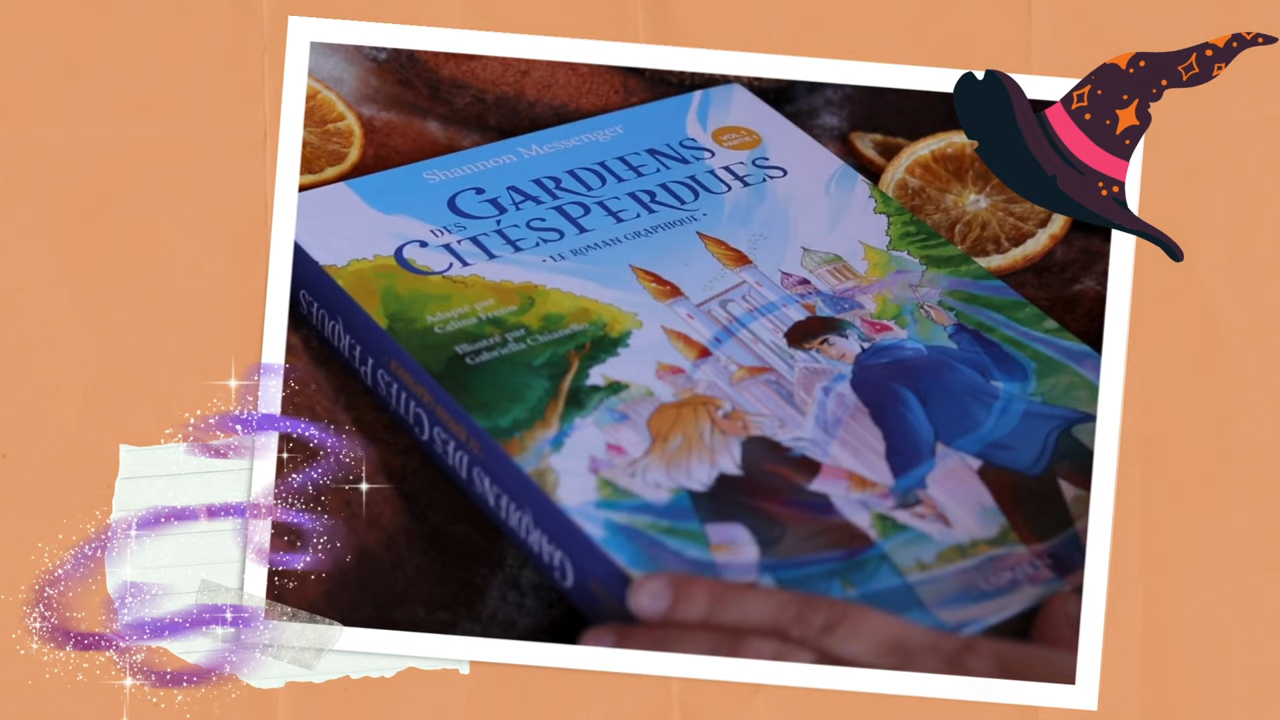 Shannon Messenger
GARDIENS
DES
CITÉS PERDUES
• LE ROMAN GRAPHIQUE •
VOL. 1
PARTIE 1
Adapté par
Celina Frenn
Illustré par
Gabriella Chianello
GARDIENS DES CITÉS PERDUES